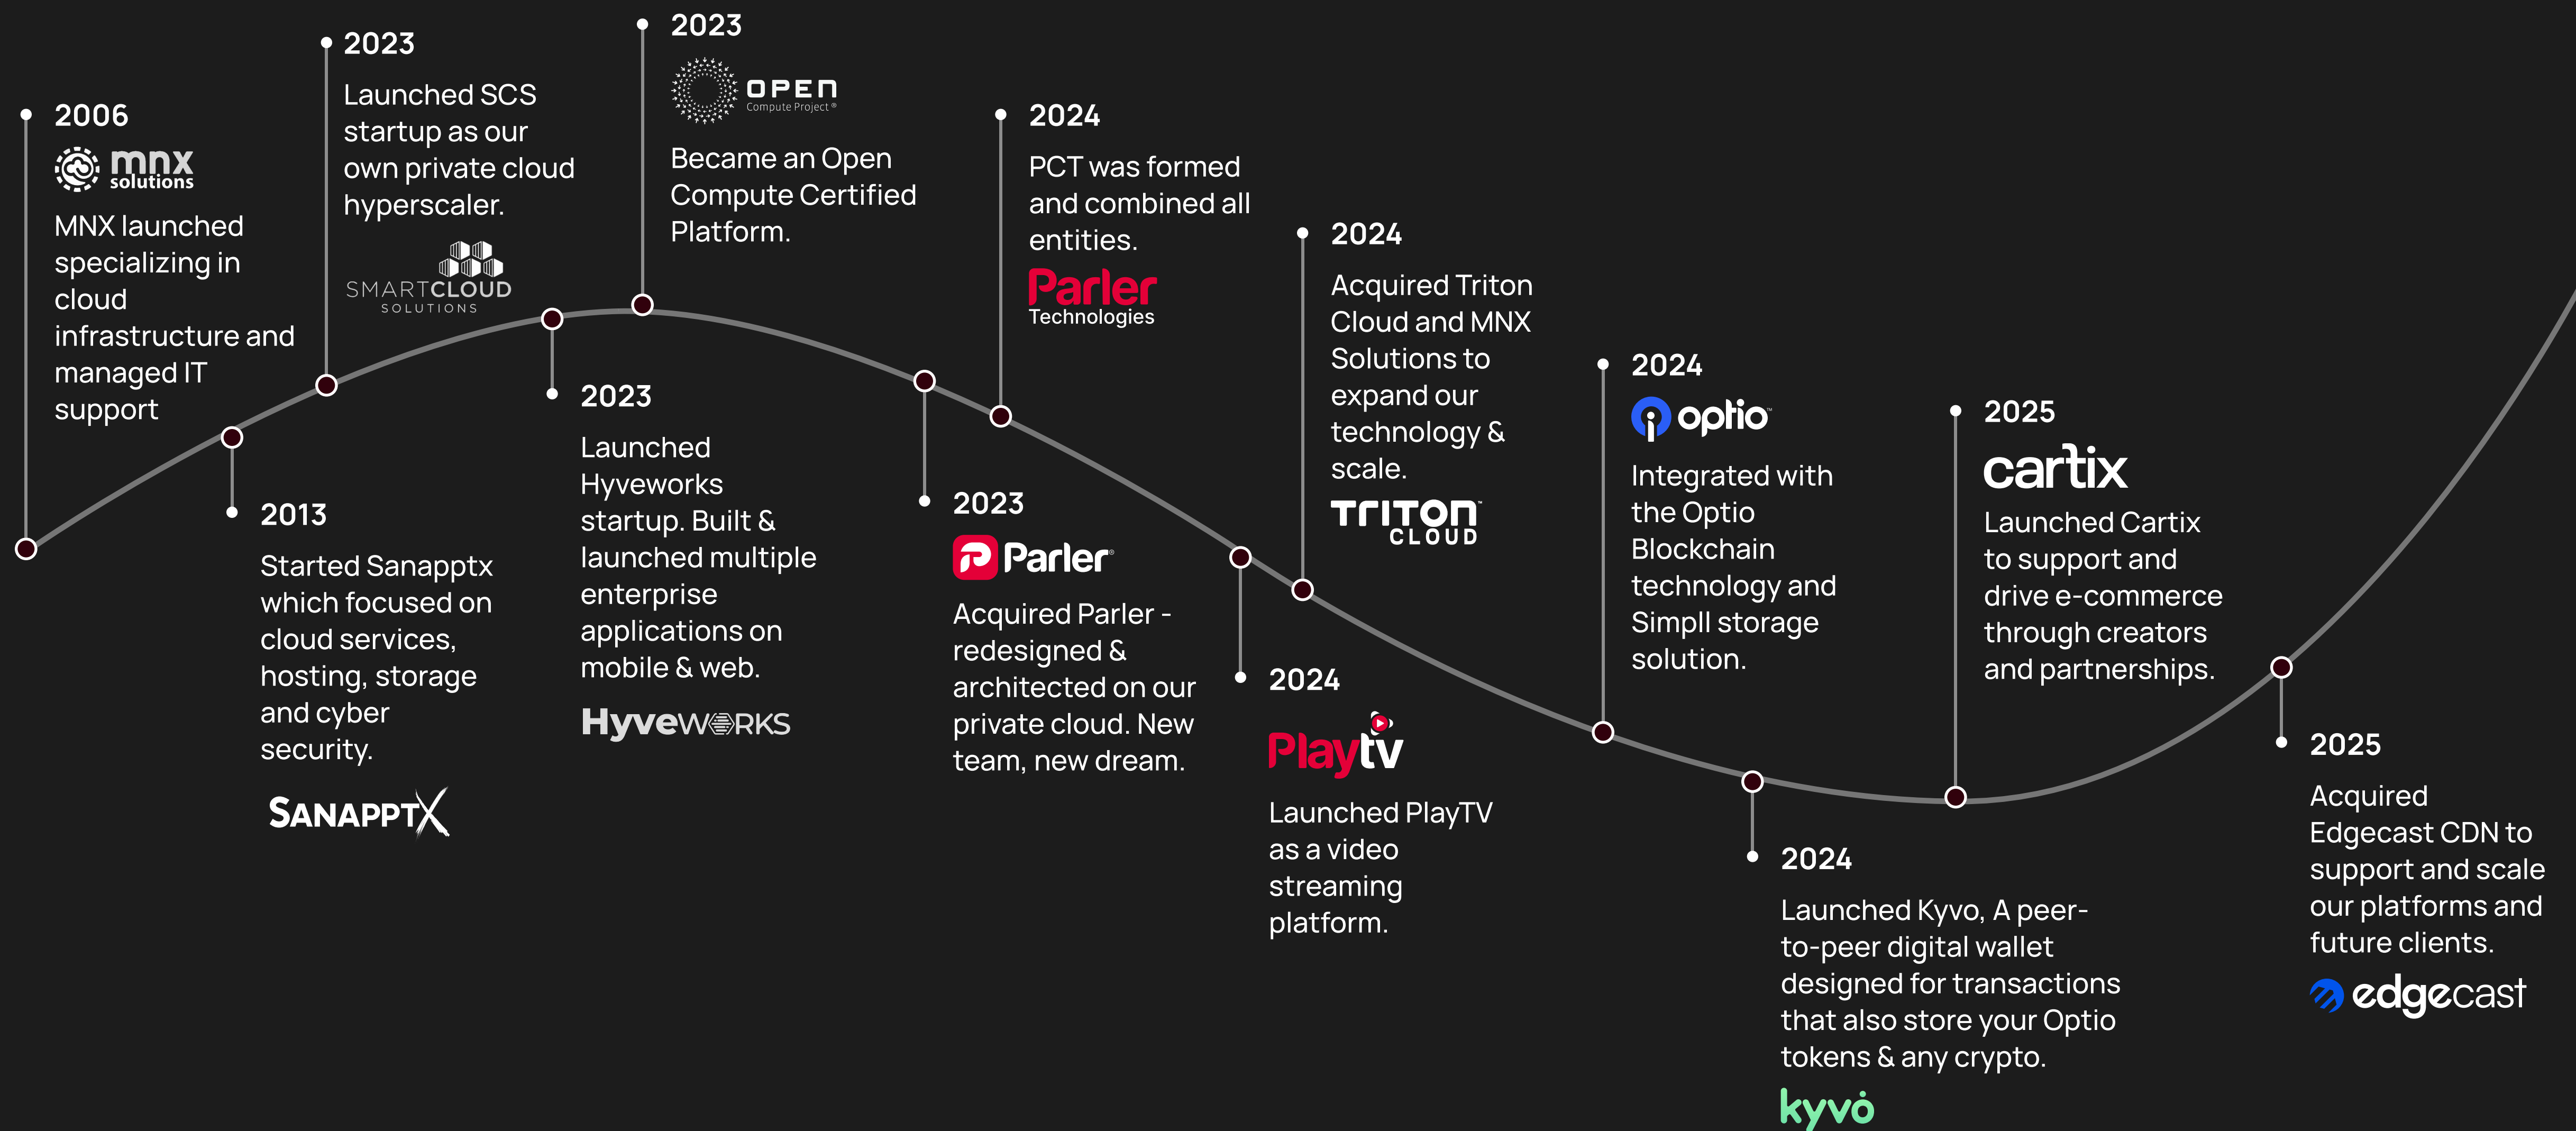 2006
mnx
solutions
MNX launched
specializing in
cloud
infrastructure and
managed IT
support
2013
Started Sanapptx
which focused on
cloud services,
hosting, storage
and cyber
security.
SANAPPTX
2023
Launched SCS
startup as our
own private cloud
hyperscaler.
SMARTCLOUD
SOLUTIONS
2023
Launched
Hyveworks
startup. Built &
launched multiple
enterprise
applications on
mobile & web.
HyveWORKS
2023
OPEN
Compute Project ®
Became an Open
Compute Certified
Platform.
2023
Parler®
Acquired Parler -
redesigned &
architected on our
private cloud. New
team, new dream.
2024
PCT was formed
and combined all
entities.
Parler
Technologies
2024
Playtv
Launched PlayTV
as a video
streaming
platform.
2024
Acquired Triton
Cloud and MNX
Solutions to
expand our
technology &
scale.
TRITON™
CLOUD
2024
optio™
Integrated with
the Optio
Blockchain
technology and
Simpll storage
solution.
2024
Launched Kyvo, A peer-
to-peer digital wallet
designed for transactions
that also store your Optio
tokens & any crypto.
kyvo
2025
cartix
Launched Cartix
to support and
drive e-commerce
through creators
and partnerships.
2025
Acquired
Edgecast CDN to
support and scale
our platforms and
future clients.
edgecast